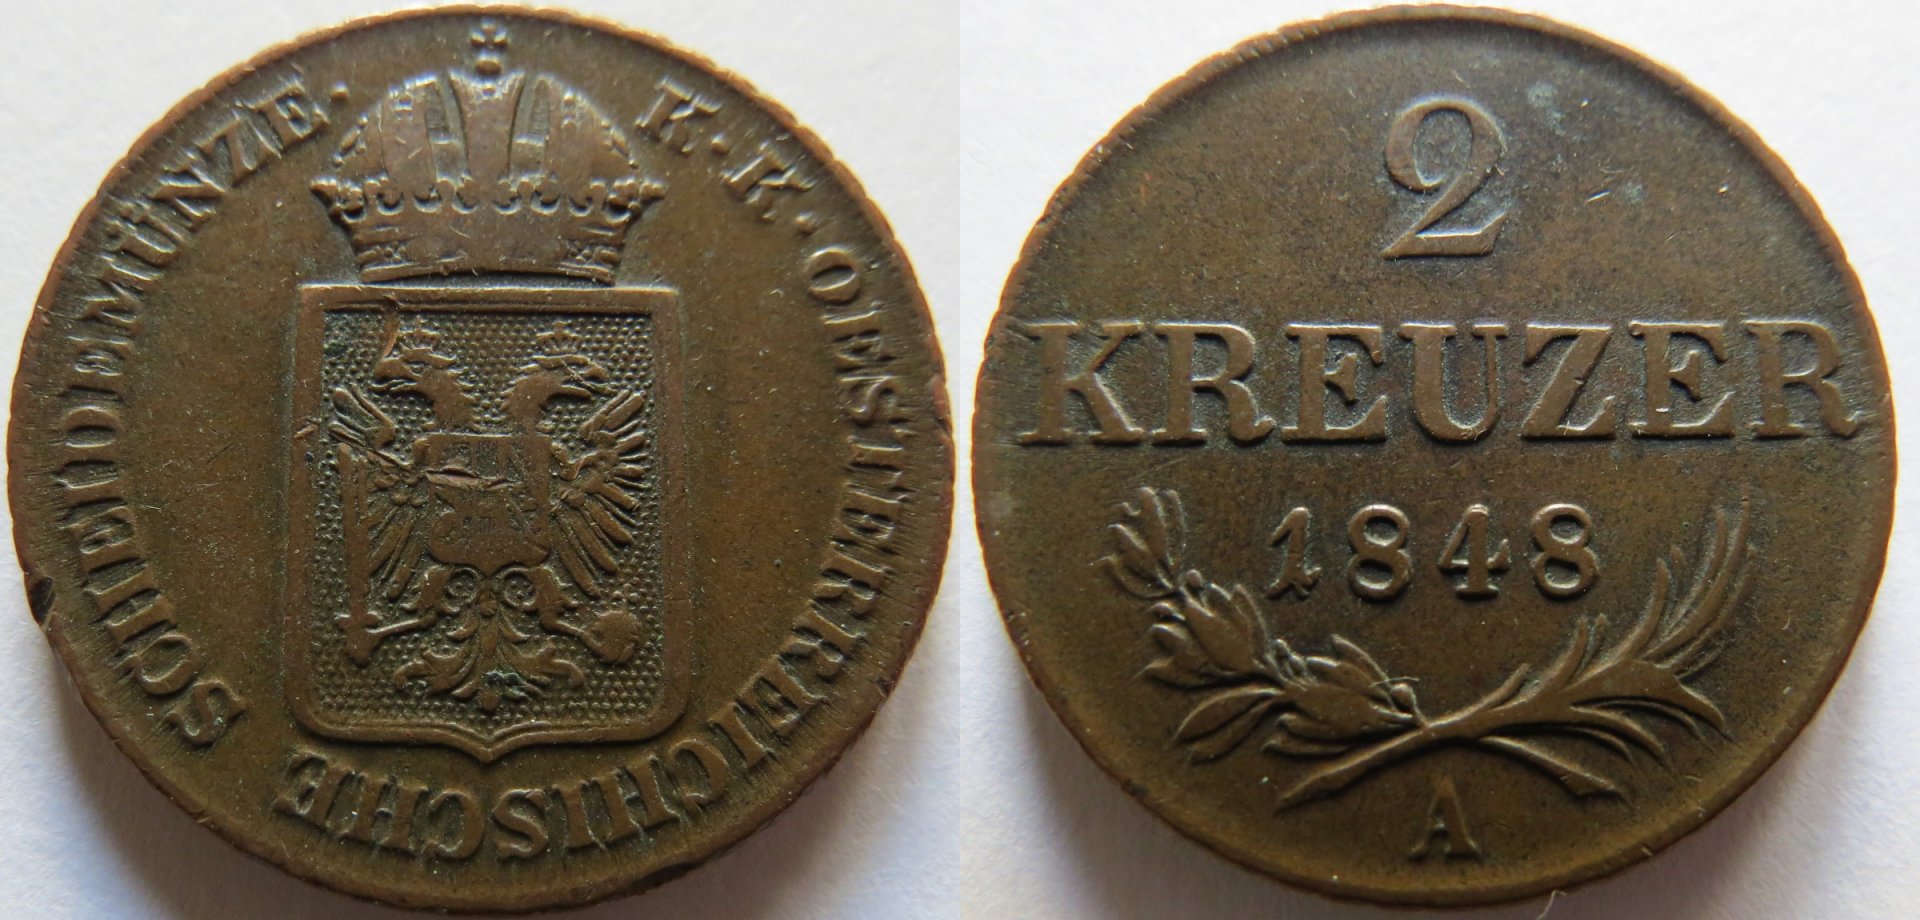 K·K·OESTERREICHISCHE SCHEIDEMÜNZE·
2
KREUZER
1848
A